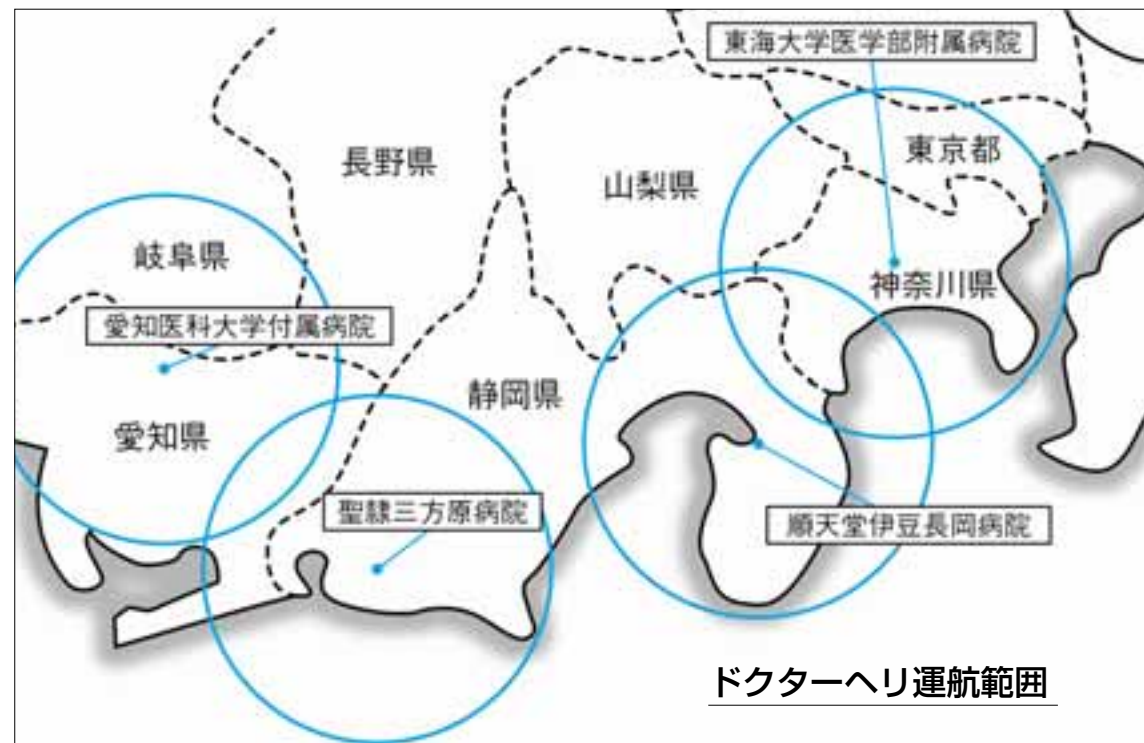 東海大学医学部附属病院
東京都
長野県
山梨県
岐阜県
神奈川県
愛知医科大学付属病院
静岡県
愛知県
聖隷三方原病院
順天堂伊豆長岡病院
ドクターヘリ運航範囲